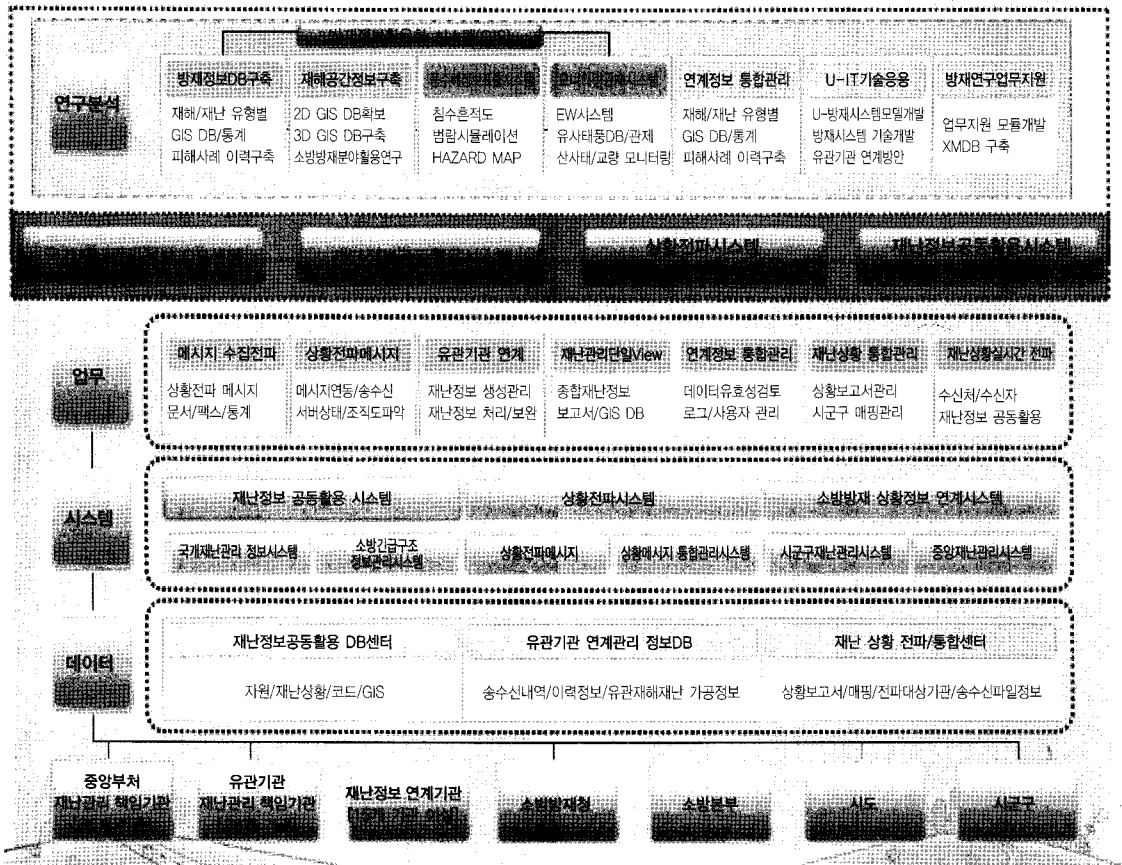 연구분석
방재정보DB구축
재해/재난 유형별
GIS DB/통계
피해사례 이력구축
재해공간정보구축
2D GIS DB확보
3D GIS DB구축
소방방재분야활용연구
침수흔적도
범람시뮬레이션
HAZARD MAP
EW시스템
유사태풍DB/관제
산사태/교량 모니터링
연계정보 통합관리
재해/재난 유형별
GIS DB/통계
피해사례 이력구축
U-IT기술응용
U-방재시스템모델개발
방재시스템 기술개발
유관기관 연계방안
방재연구업무지원
업무지원 모듈개발
XMDB 구축
상황전파시스템
재난정보공동활용시스템
업무
메시지 수집전파
상황전파 메시지
문서/팩스/통계
상황전파메시지
메시지연동/송수신
서버상태/조직도파악
유관기관 연계
재난정보 생성관리
재난정보 처리/보완
재난관리단일View
종합재난정보
보고서/GIS DB
연계정보 통합관리
데이터유효성검토
로그/사용자 관리
재난상황 통합관리
상황보고서관리
시군구 매핑관리
재난상황실시간 전파
수신처/수신자
재난정보 공동활용
시스템
재난정보 공동활용 시스템
상황전파시스템
소방방재 상황정보 연계시스템
국개재난관리 정보시스템
소방긴급구조
정보관리시스템
상황전파메시지
상황메시지 통합관리시스템
시군구재난관리시스템
중앙재난관리시스템
데이터
재난정보공동활용 DB센터
자원/재난상황/코드/GIS
유관기관 연계관리 정보DB
송수신내역/이력정보/유관재해재난 가공정보
재난 상황 전파/통합센터
상황보고서/매핑/전파대상기관/송수신파일정보
중앙부처
재난관리 책임기관
유관기관
재난관리 책임기관
재난정보 연계기관
소방방재청
소방본부
시도
시군구